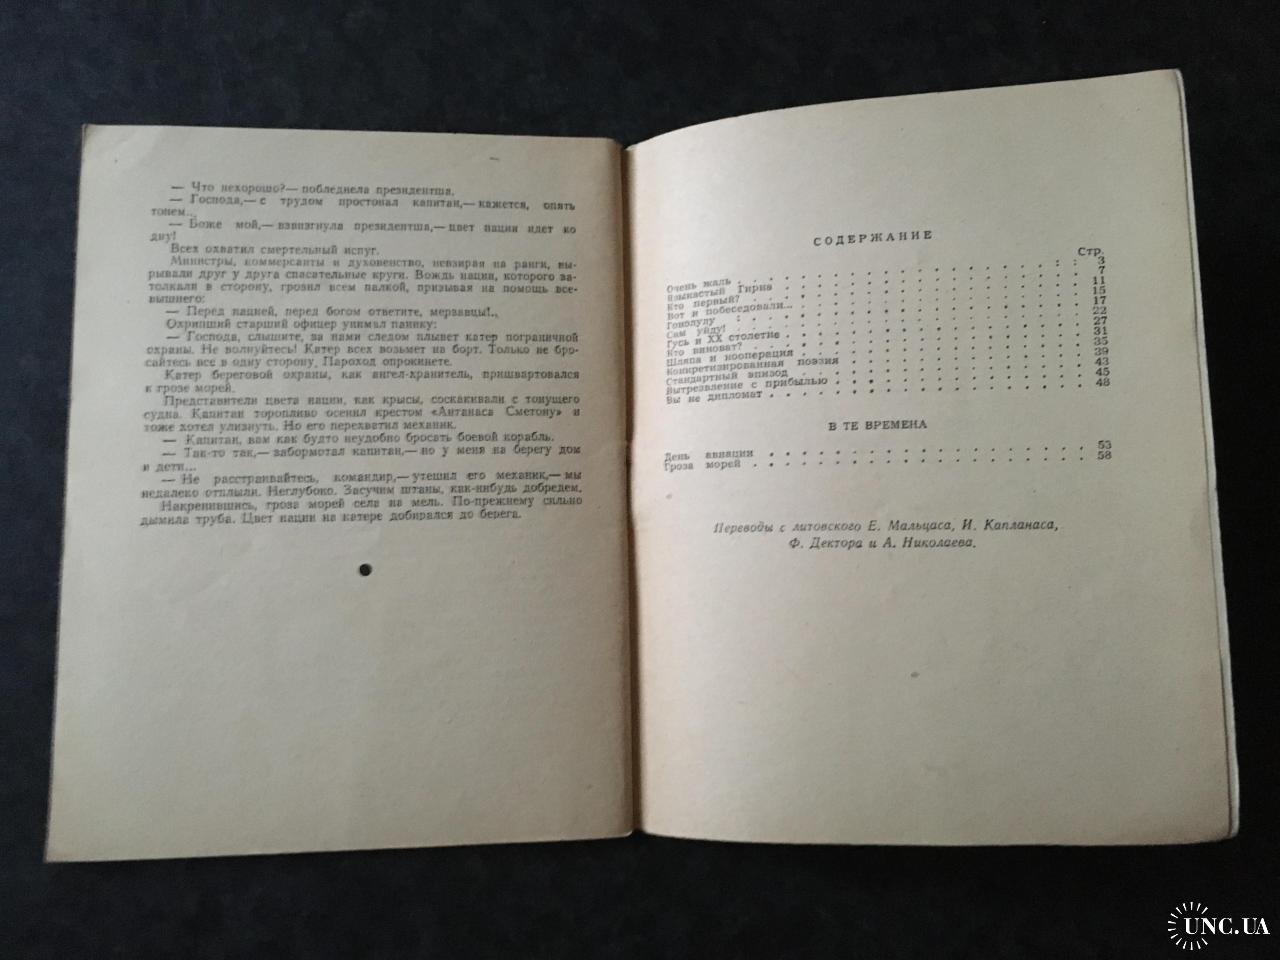 — Что нехорошо?— побледнела президентша.
— Господа,— с трудом простонал капитан,— кажется, опять
тонем...
— Боже мой,— взвизгнула президентша,— цвет нации идет ко
дну!
Всех охватил смертельный испуг.
Министры, коммерсанты и духовенство, невзирая на ранги, вы-
рывали друг у друга спасательные круги. Вождь нации, которого за-
толкали в сторону, грозил всем палкой, призывая на помощь все-
вышнего:
— Перед нацией, перед богом ответите, мерзавцы!..
Охрипший старший офицер унимал панику:
— Господа, слышите, за нами следом плывет катер пограничной
охраны. Не волнуйтесь! Катер всех возьмет на борт. Только не бро-
сайтесь все в одну сторону. Пароход опрокинете.
Катер береговой охраны, как ангел-хранитель, пришвартовался
к грозе морей.
Представители цвета нации, как крысы, соскакивали с тонущего
судна. Капитан торопливо осенил крестом «Антанаса Сметону» и
тоже хотел улизнуть. Но его перехватил механик.
— Капитан, вам как будто неудобно бросать боевой корабль.
— Так-то так,— забормотал капитан,— но у меня на берегу дом
и дети...
— Не расстраивайтесь, командир,— утешил его механик,— мы
недалеко отплыли. Неглубоко. Засучим штаны, как-нибудь добредем.
Накренившись, гроза морей села на мель. По-прежнему сильно
дымила труба. Цвет нации на катере добирался до берега.
СОДЕРЖАНИЕ
Стр.
Очень жаль 3
Языкастый Гирив 7
Кто первый? 11
Вот и побеседовали... 15
Гонолулу 17
Сам уйду! 22
Гусь и XX столетие 27
Кто виноват? 31
Шляпа и кооперация 35
Конкретизированная поэзия 39
Стандартный эпизод 43
Вытрезвление с прибылью 45
Вы не дипломат 48
В ТЕ ВРЕМЕНА
День авиации 53
Гроза морей 58
Переводы с литовского Е. Мальцаса, И. Капланаса,
Ф. Дектора и А. Николаева.
UNC.UA